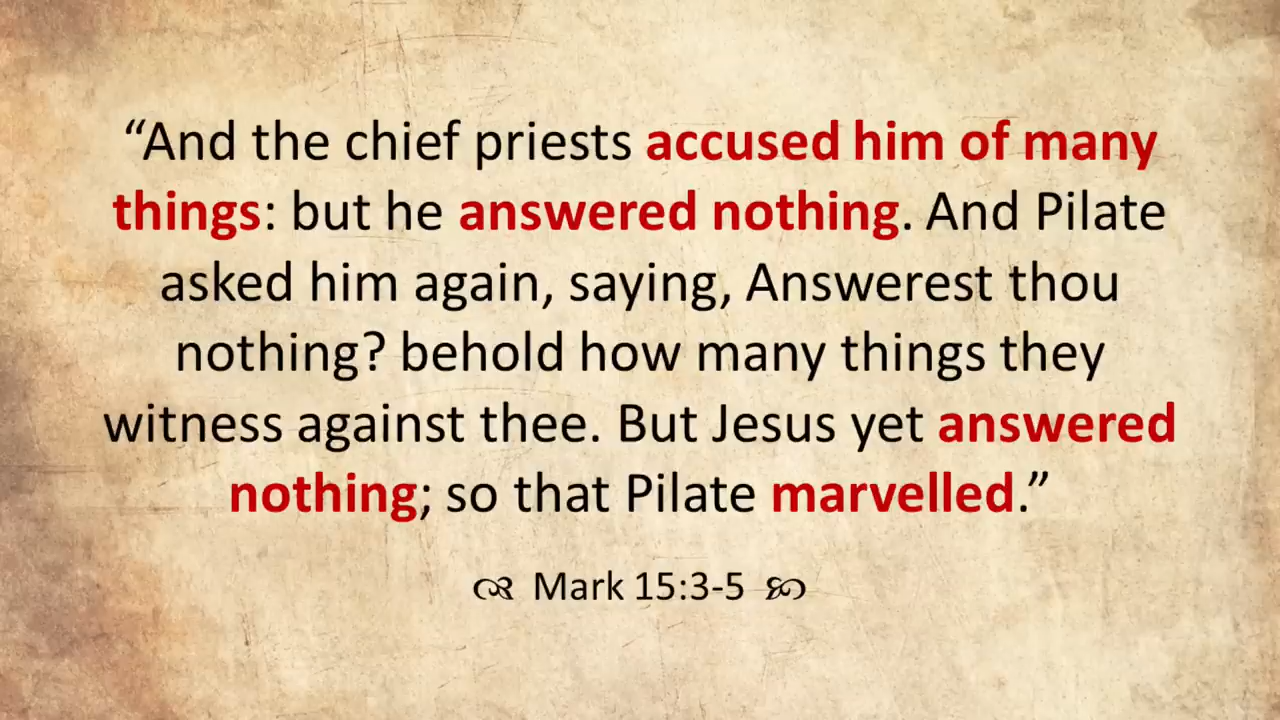 “And the chief priests accused him of many
things: but he answered nothing. And Pilate
asked him again, saying, Answerest thou
nothing? behold how many things they
witness against thee. But Jesus yet answered
nothing; so that Pilate marvelled.”
Mark 15:3-5